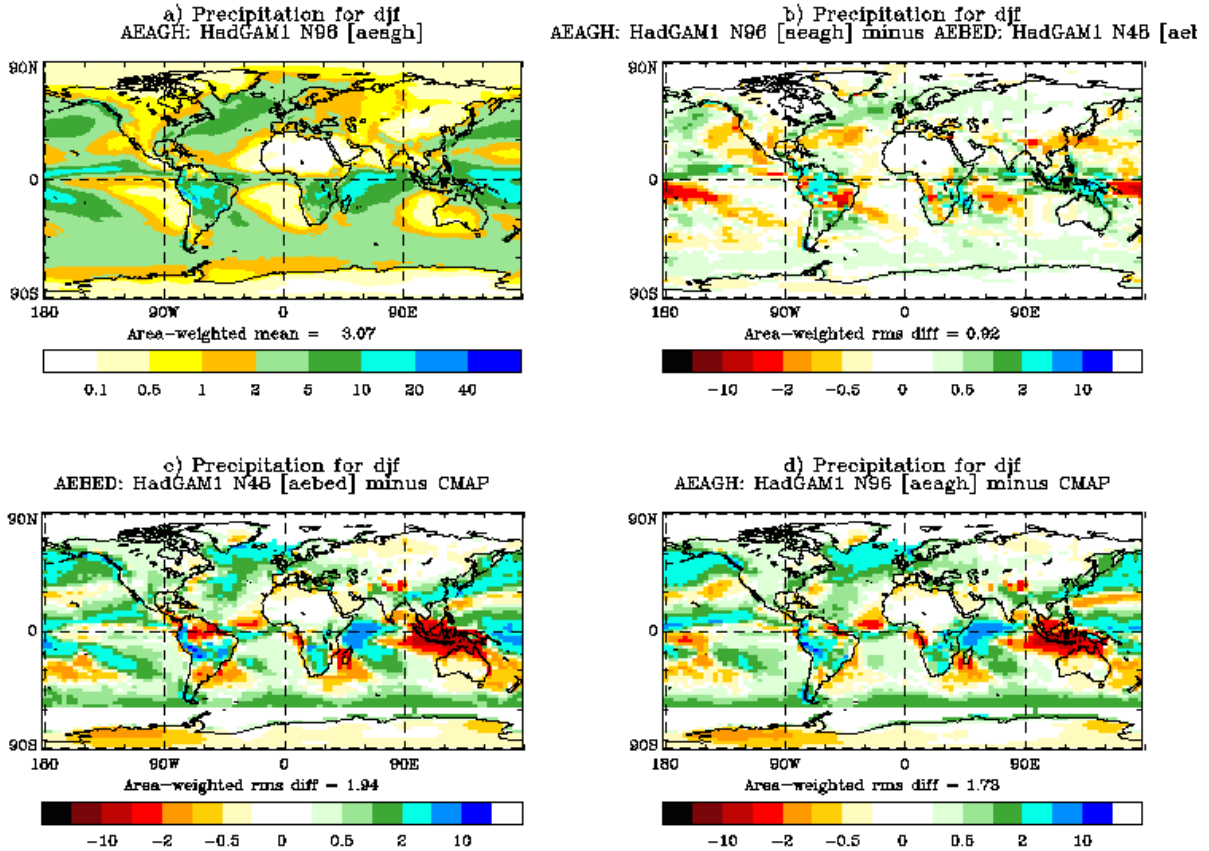 a) Precipitation for djf
AEAGH: HadGAM1 N96 [aeagh]
90N
0
90S
180 90W 0 90E
Area-weighted mean = 3.07
0.1 0.5 1 2 5 10 20 40
b) Precipitation for djf
AEAGH: HadGAM1 N96 [aeagh] minus AEBED: HadGAM1 N48 [aeb
90N
0
90S
180 90W 0 90E
Area-weighted rms diff = 0.92
-10 -2 -0.5 0 0.5 2 10
c) Precipitation for djf
AEBED: HadGAM1 N48 [aebed] minus CMAP
90N
0
90S
180 90W 0 90E
Area-weighted rms diff = 1.94
-10 -2 -0.5 0 0.5 2 10
d) Precipitation for djf
AEAGH: HadGAM1 N96 [aeagh] minus CMAP
90N
0
90S
180 90W 0 90E
Area-weighted rms diff = 1.73
-10 -2 -0.5 0 0.5 2 10